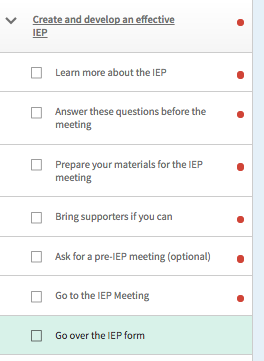 Create and develop an effective
IEP
Learn more about the IEP
Answer these questions before the
meeting
Prepare your materials for the IEP
meeting
Bring supporters if you can
Ask for a pre-IEP meeting (optional)
Go to the IEP Meeting
Go over the IEP form